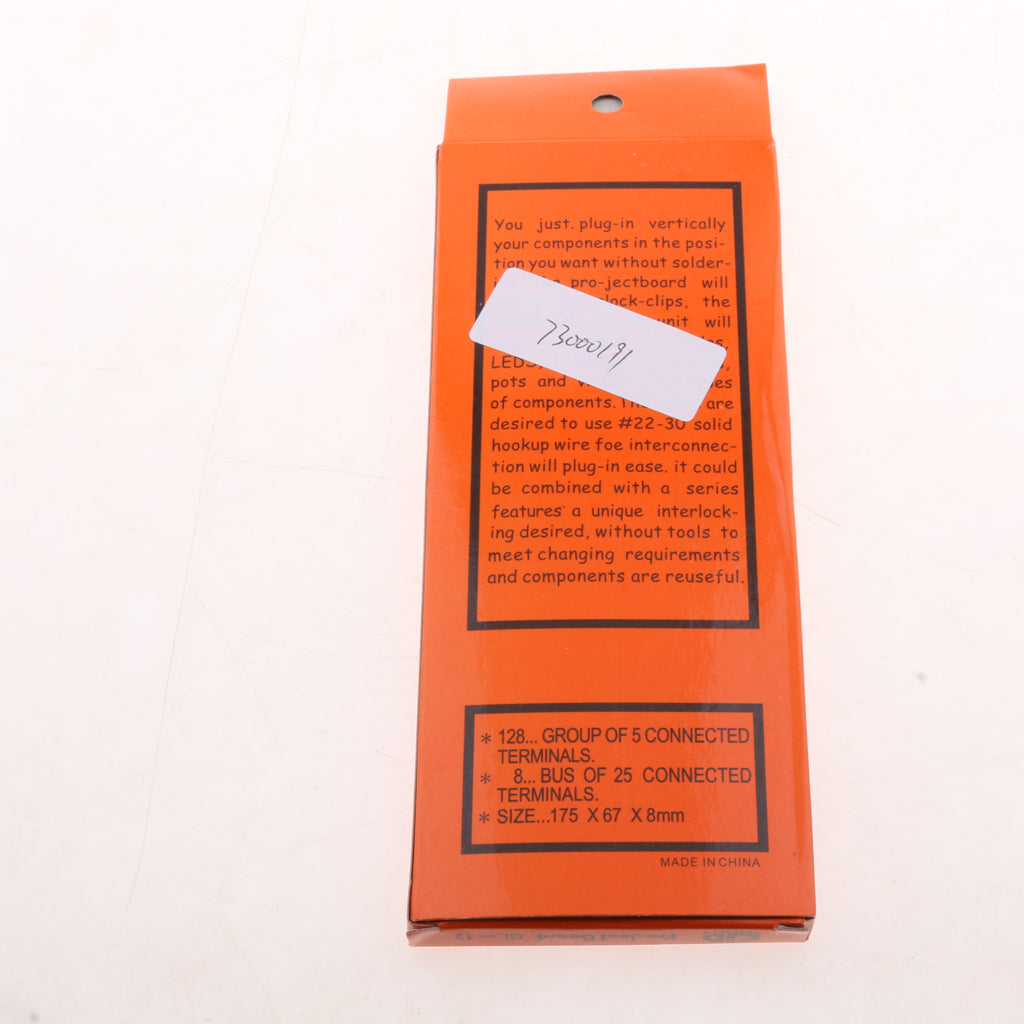 You just. plug-in vertically
your components in the posi-
tion you want without solder-
pro-jectboard will
lock-clips, the
unit will
73000191
LEDS,
pots and
of components. are
desired to use #22-30 solid
hookup wire foe interconnec-
tion will plug-in ease. it could
be combined with a series
features a unique interlock-
ing desired, without tools to
meet changing requirements
and components are reuseful.
* 128... GROUP OF 5 CONNECTED
TERMINALS.
* 8... BUS OF 25 CONNECTED
TERMINALS.
* SIZE...175 X 67 X 8mm
MADE IN CHINA
ProjectBoard GL-12